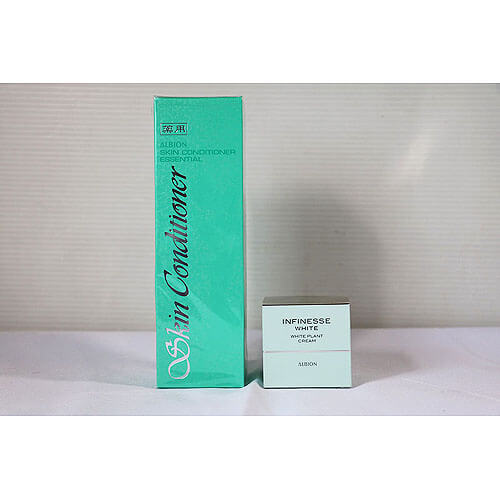 薬用
ALBION
SKIN CONDITIONER
ESSENTIAL
Skin Conditioner
INFINESSE
WHITE
WHITE PLANT
CREAM
ALBION